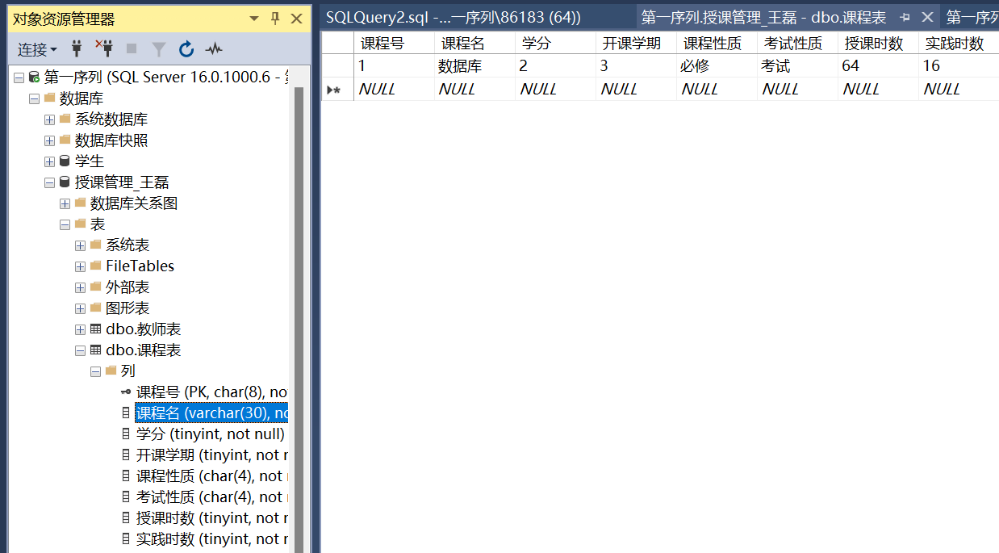 对象资源管理器
连接
第一序列 (SQL Server 16.0.1000.6 -
数据库
系统数据库
数据库快照
学生
授课管理_王磊
数据库关系图
表
系统表
FileTables
外部表
图形表
dbo.教师表
dbo.课程表
列
课程号 (PK, char(8), no
课程名 (varchar(30), no
学分 (tinyint, not null)
开课学期 (tinyint, not
课程性质 (char(4), not
考试性质 (char(4), not
授课时数 (tinyint, not
实践时数 (tinyint, not
SQLQuery2.sql -...一序列\86183 (64)) 第一序列.授课管理_王磊 - dbo.课程表 第一序列
课程号 课程名 学分 开课学期 课程性质 考试性质 授课时数 实践时数
1 数据库 2 3 必修 考试 64 16
NULL NULL NULL NULL NULL NULL NULL NULL